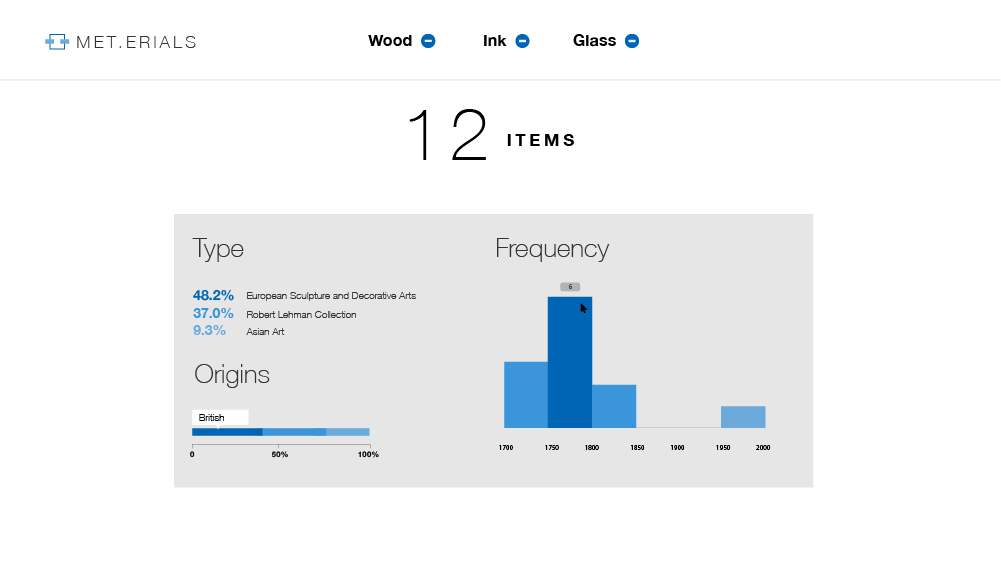 MET.ERIALS
Wood
Ink
Glass
12 ITEMS
Type
48.2% European Sculpture and Decorative Arts
37.0% Robert Lehman Collection
9.3% Asian Art
Origins
British
0 50% 100%
Frequency
6
1700 1750 1800 1850 1900 1950 2000